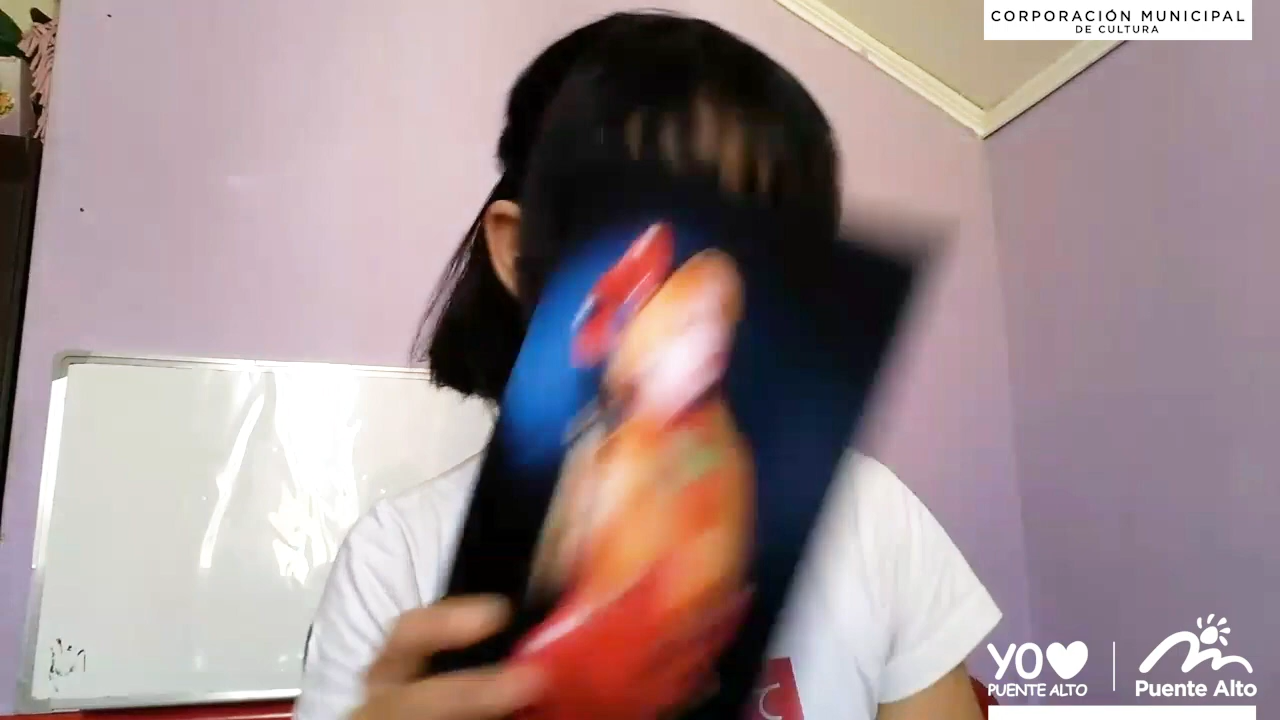 CORPORACIÓN MUNICIPAL
DE CULTURA
YO
PUENTE ALTO
Puente Alto